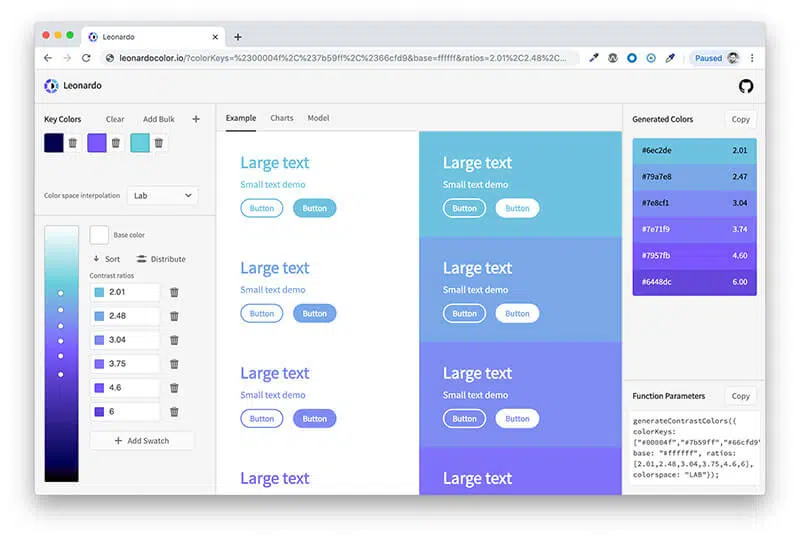 Leonardo
leonardocolor.io/?colorKeys=%2300004f%2C%237b59ff%2C%2366cfd9&base=ffffff&ratios=2.01%2C2.48%2C...
Paused
Leonardo
Key Colors Clear Add Bulk +
Color space interpolation Lab
Base color
Sort Distribute
Contrast ratios
2.01
2.48
3.04
3.75
4.6
6
+ Add Swatch
Example Charts Model
Large text
Small text demo
Button Button
Large text
Small text demo
Button Button
Large text
Small text demo
Button Button
Large text
Small text demo
Button Button
Large text
Small text demo
Button Button
Large text
Small text demo
Button Button
Large text
Large text
Generated Colors Copy
#6ec2de 2.01
#79a7e8 2.47
#7e8cf1 3.04
#7e71f9 3.74
#7957fb 4.60
#6448dc 6.00
Function Parameters Copy
generateContrastColors({
colorKeys:
["#00004f","#7b59ff","#66cfd9"
base: "#ffffff", ratios:
[2.01,2.48,3.04,3.75,4.6,6],
colorspace: "LAB"});